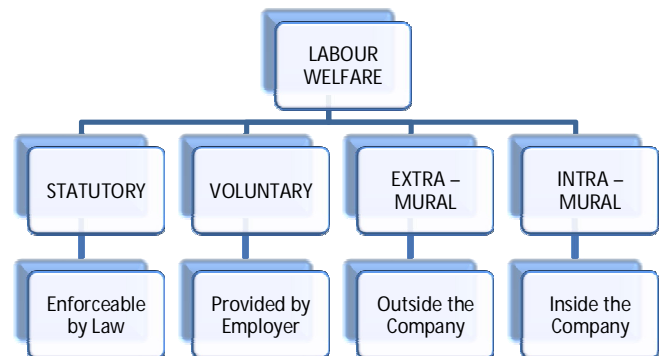 LABOUR
WELFARE
STATUTORY
VOLUNTARY
EXTRA –
MURAL
INTRA –
MURAL
Enforceable
by Law
Provided by
Employer
Outside the
Company
Inside the
Company